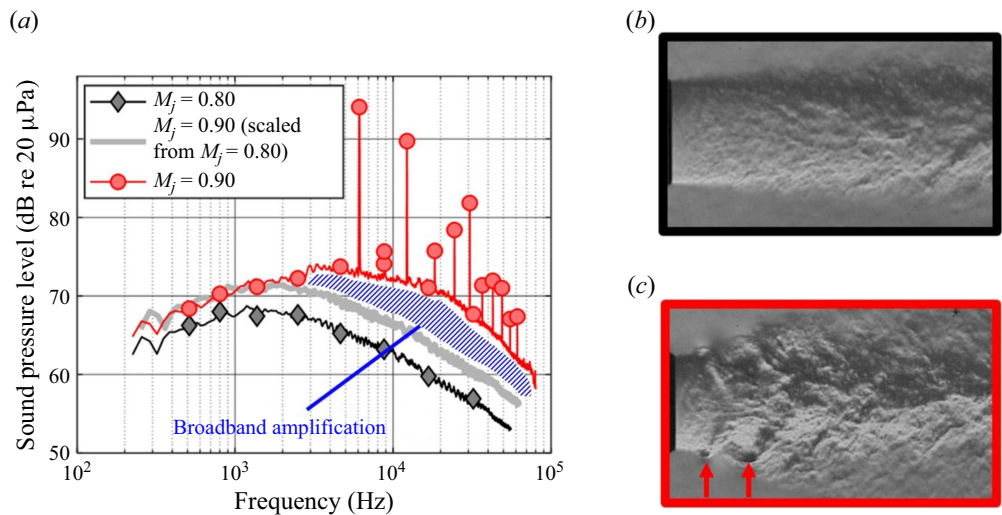 (a)
Sound pressure level (dB re 20 μPa)
90
80
70
60
50
M_j = 0.80
M_j = 0.90 (scaled
from M_j = 0.80)
M_j = 0.90
Broadband amplification
10^2
10^3
10^4
10^5
Frequency (Hz)
(b)
(c)